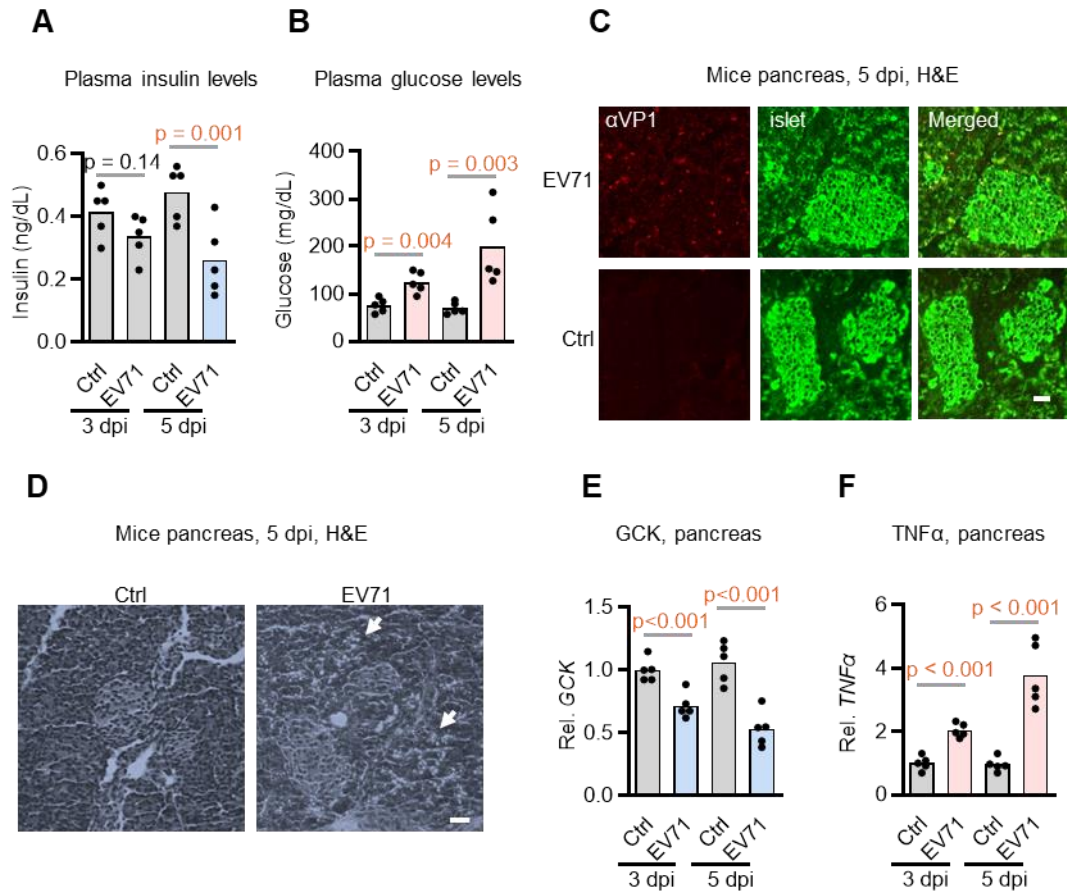 A
Plasma insulin levels
Insulin (ng/dL)
0.6
0.4
0.2
0.0
p = 0.14
p = 0.001
Ctrl
EV71
Ctrl
EV71
3 dpi
5 dpi
B
Plasma glucose levels
Glucose (mg/dL)
400
300
200
100
0
p = 0.004
p = 0.003
Ctrl
EV71
Ctrl
EV71
3 dpi
5 dpi
C
Mice pancreas, 5 dpi, H&E
αVP1
islet
Merged
EV71
Ctrl
D
Mice pancreas, 5 dpi, H&E
Ctrl
EV71
E
GCK, pancreas
Rel. GCK
1.5
1.0
0.5
0.0
p<0.001
p<0.001
Ctrl
EV71
Ctrl
EV71
3 dpi
5 dpi
F
TNFα, pancreas
Rel. TNFα
6
4
2
0
p < 0.001
p < 0.001
Ctrl
EV71
Ctrl
EV71
3 dpi
5 dpi